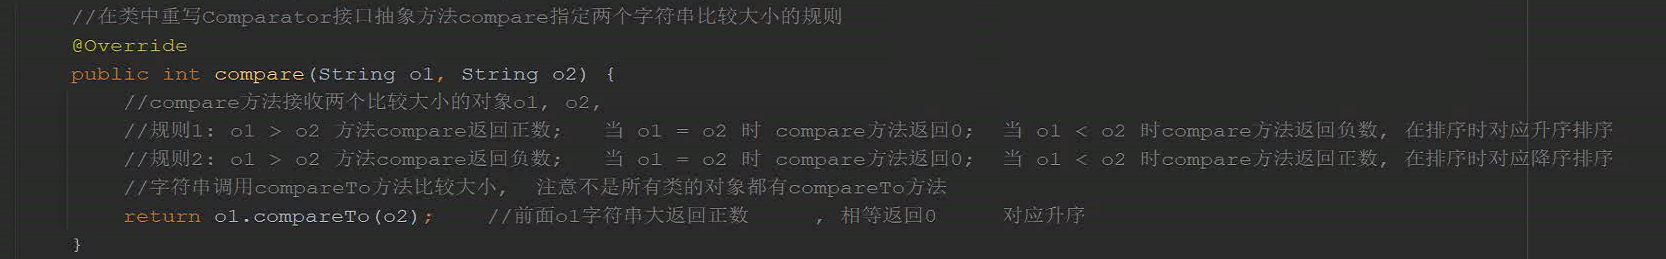 //在类中重写Comparator接口抽象方法compare指定两个字符串比较大小的规则
@Override
public int compare(String o1, String o2) {
//compare方法接收两个比较大小的对象o1, o2,
//规则1: o1 > o2 方法compare返回正数;   当 o1 = o2 时 compare方法返回0;  当 o1 < o2 时compare方法返回负数, 在排序时对应升序排序
//规则2: o1 > o2 方法compare返回负数;   当 o1 = o2 时 compare方法返回0;  当 o1 < o2 时compare方法返回正数, 在排序时对应降序排序
//字符串调用compareTo方法比较大小,  注意不是所有类的对象都有compareTo方法
return o1.compareTo(o2);    //前面o1字符串大返回正数     , 相等返回0     对应升序
}